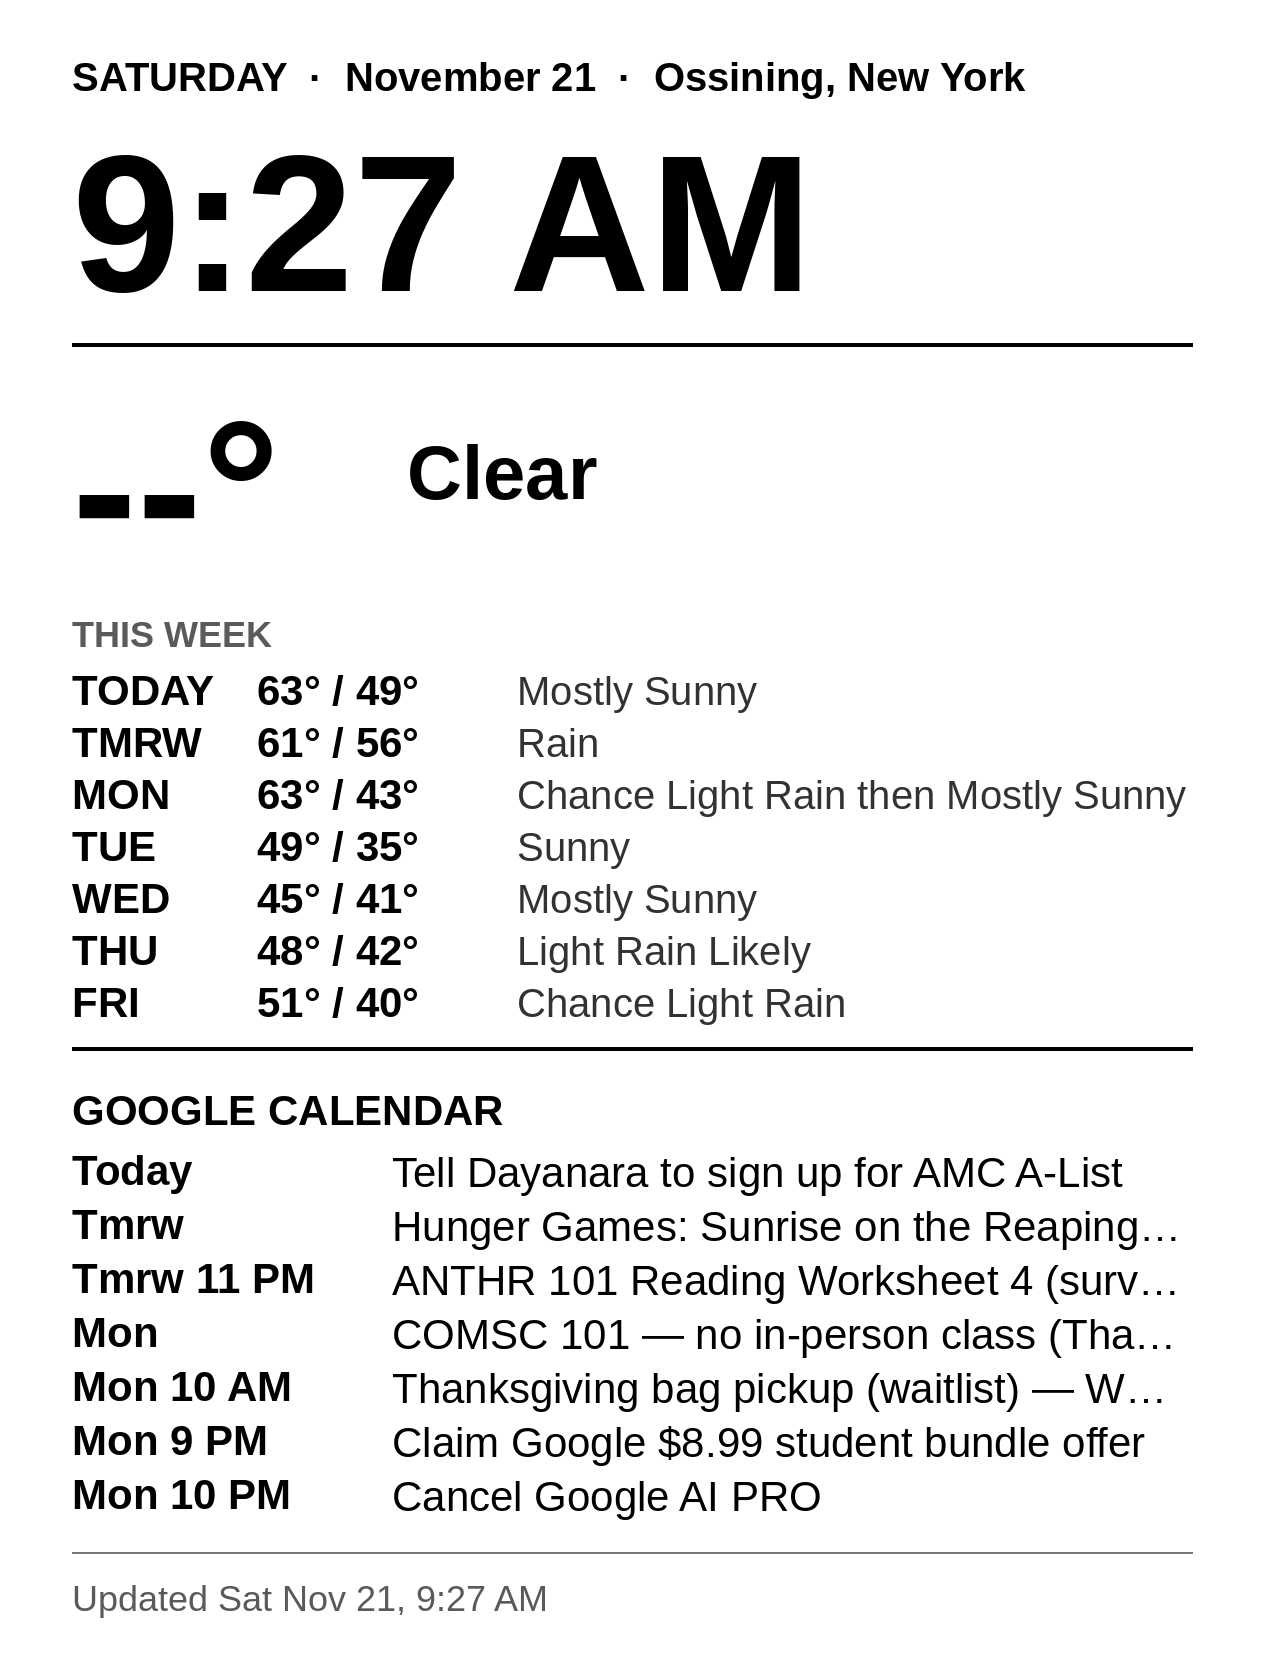 SATURDAY · November 21 · Ossining, New York
9:27 AM
--° Clear
THIS WEEK
TODAY 63° / 49° Mostly Sunny
TMRW 61° / 56° Rain
MON 63° / 43° Chance Light Rain then Mostly Sunny
TUE 49° / 35° Sunny
WED 45° / 41° Mostly Sunny
THU 48° / 42° Light Rain Likely
FRI 51° / 40° Chance Light Rain
GOOGLE CALENDAR
Today Tell Dayanara to sign up for AMC A-List
Tmrw Hunger Games: Sunrise on the Reaping…
Tmrw 11 PM ANTHR 101 Reading Worksheet 4 (surv…
Mon COMSC 101 — no in-person class (Tha…
Mon 10 AM Thanksgiving bag pickup (waitlist) — W…
Mon 9 PM Claim Google $8.99 student bundle offer
Mon 10 PM Cancel Google AI PRO
Updated Sat Nov 21, 9:27 AM